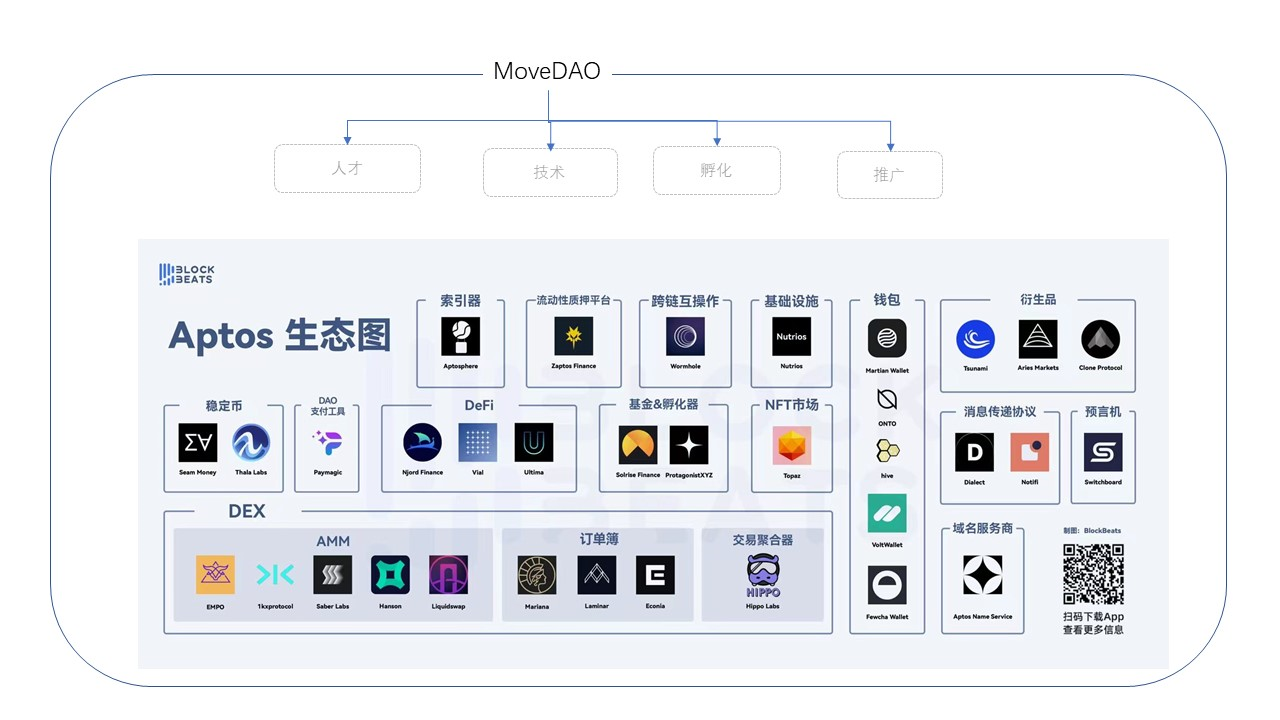 MoveDAO
人才
技术
孵化
推广
BLOCK
BEATS
Aptos 生态图
索引器
Aptosphere
流动性质押平台
Zaptos Finance
跨链互操作
Wormhole
基础设施
Nutrios
Nutrios
钱包
Martian Wallet
ONTO
hive
VoltWallet
Fewcha Wallet
衍生品
Tsunami
Aries Markets
Clone Protocol
稳定币
Seam Money
Thala Labs
DAO
支付工具
Paymagic
DeFi
Njord Finance
Vial
Ultima
基金&孵化器
Solrise Finance
ProtagonistXYZ
NFT市场
Topaz
消息传递协议
D
Dialect
Notifi
预言机
Switchboard
DEX
AMM
EMPO
1kxprotocol
Saber Labs
Hanson
Liquidswap
订单簿
Mariana
Laminar
Econia
交易聚合器
HIPPO
Hippo Labs
域名服务商
Aptos Name Service
制图：BlockBeats
扫码下载App
查看更多信息
BLOCK
BEATS